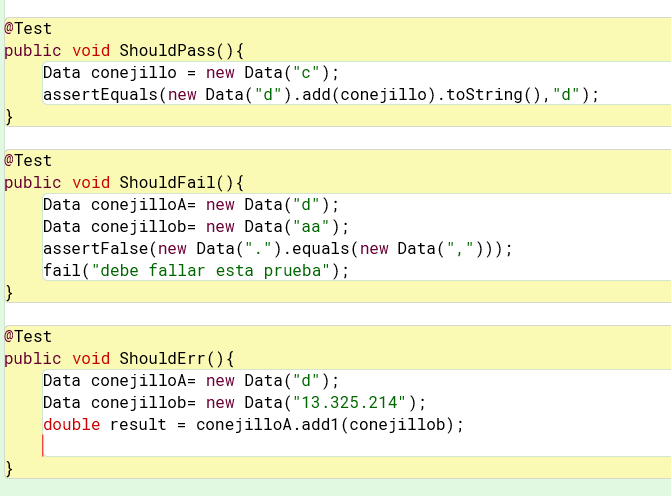 @Test
public void ShouldPass(){
    Data conejillo = new Data("c");
    assertEquals(new Data("d").add(conejillo).toString(),"d");
}
@Test
public void ShouldFail(){
    Data conejilloA= new Data("d");
    Data conejillob= new Data("aa");
    assertFalse(new Data(".").equals(new Data(",")));
    fail("debe fallar esta prueba");
}
@Test
public void ShouldErr(){
    Data conejilloA= new Data("d");
    Data conejillob= new Data("13.325.214");
    double result = conejilloA.add1(conejillob);
}